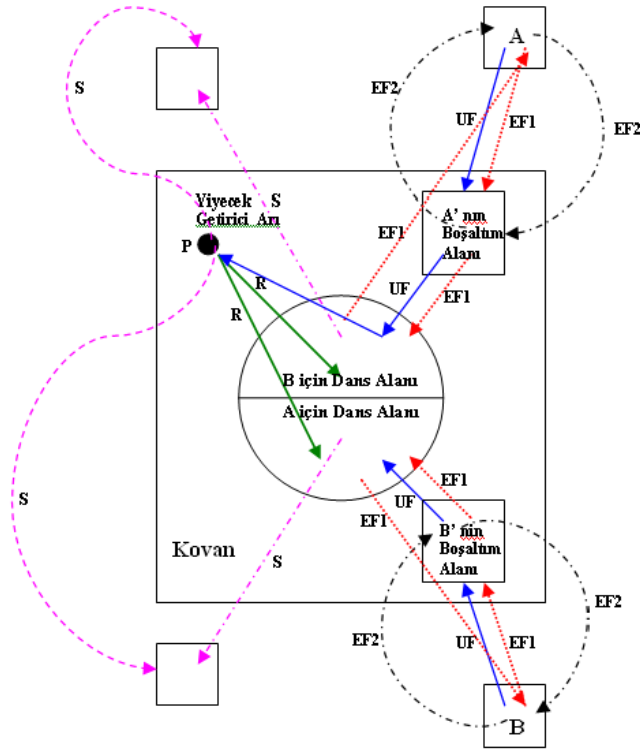 A
S
EF2
EF2
UF
EF1
Yiyecek S
Getirici Arı
A' nın
Boşaltım
Alanı
P
EF1
R
UF
EF1
R
B için Dans Alanı
A için Dans Alanı
S
EF1
UF
EF1
Kovan
S
B' nin
Boşaltım
Alanı
EF2
EF2
UF
EF1
B